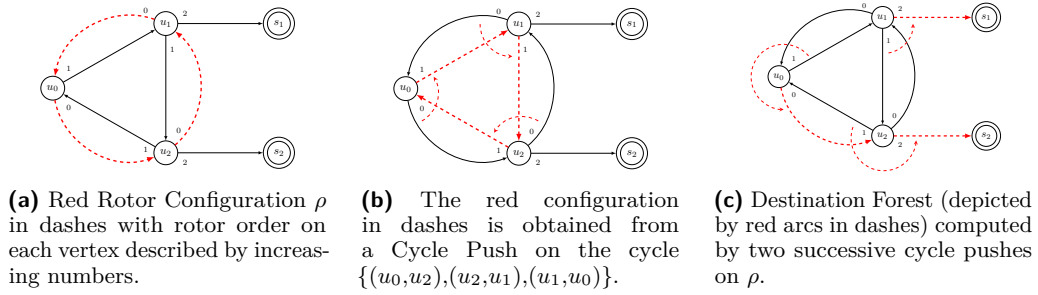 0 u₁ 2 s₁
1
1
u₀
0
0
1 u₂ 2 s₂
0 u₁ 2 s₁
1
1
u₀
0
0
1 u₂ 2 s₂
0 u₁ 2 s₁
1
1
u₀
0
0
1 u₂ 2 s₂
(a) Red Rotor Configuration ρ
in dashes with rotor order on
each vertex described by increas-
ing numbers.
(b) The red configuration
in dashes is obtained from
a Cycle Push on the cycle
{(u₀,u₂),(u₂,u₁),(u₁,u₀)}.
(c) Destination Forest (depicted
by red arcs in dashes) computed
by two successive cycle pushes
on ρ.